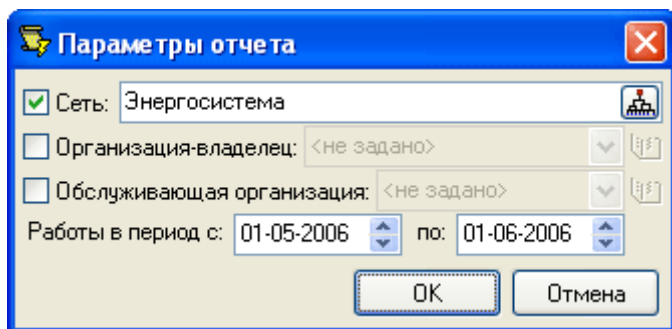 Параметры отчета
Сеть: Энергосистема
Организация-владелец: <не задано>
Обслуживающая организация: <не задано>
Работы в период с: 01-05-2006 по: 01-06-2006
OK Отмена